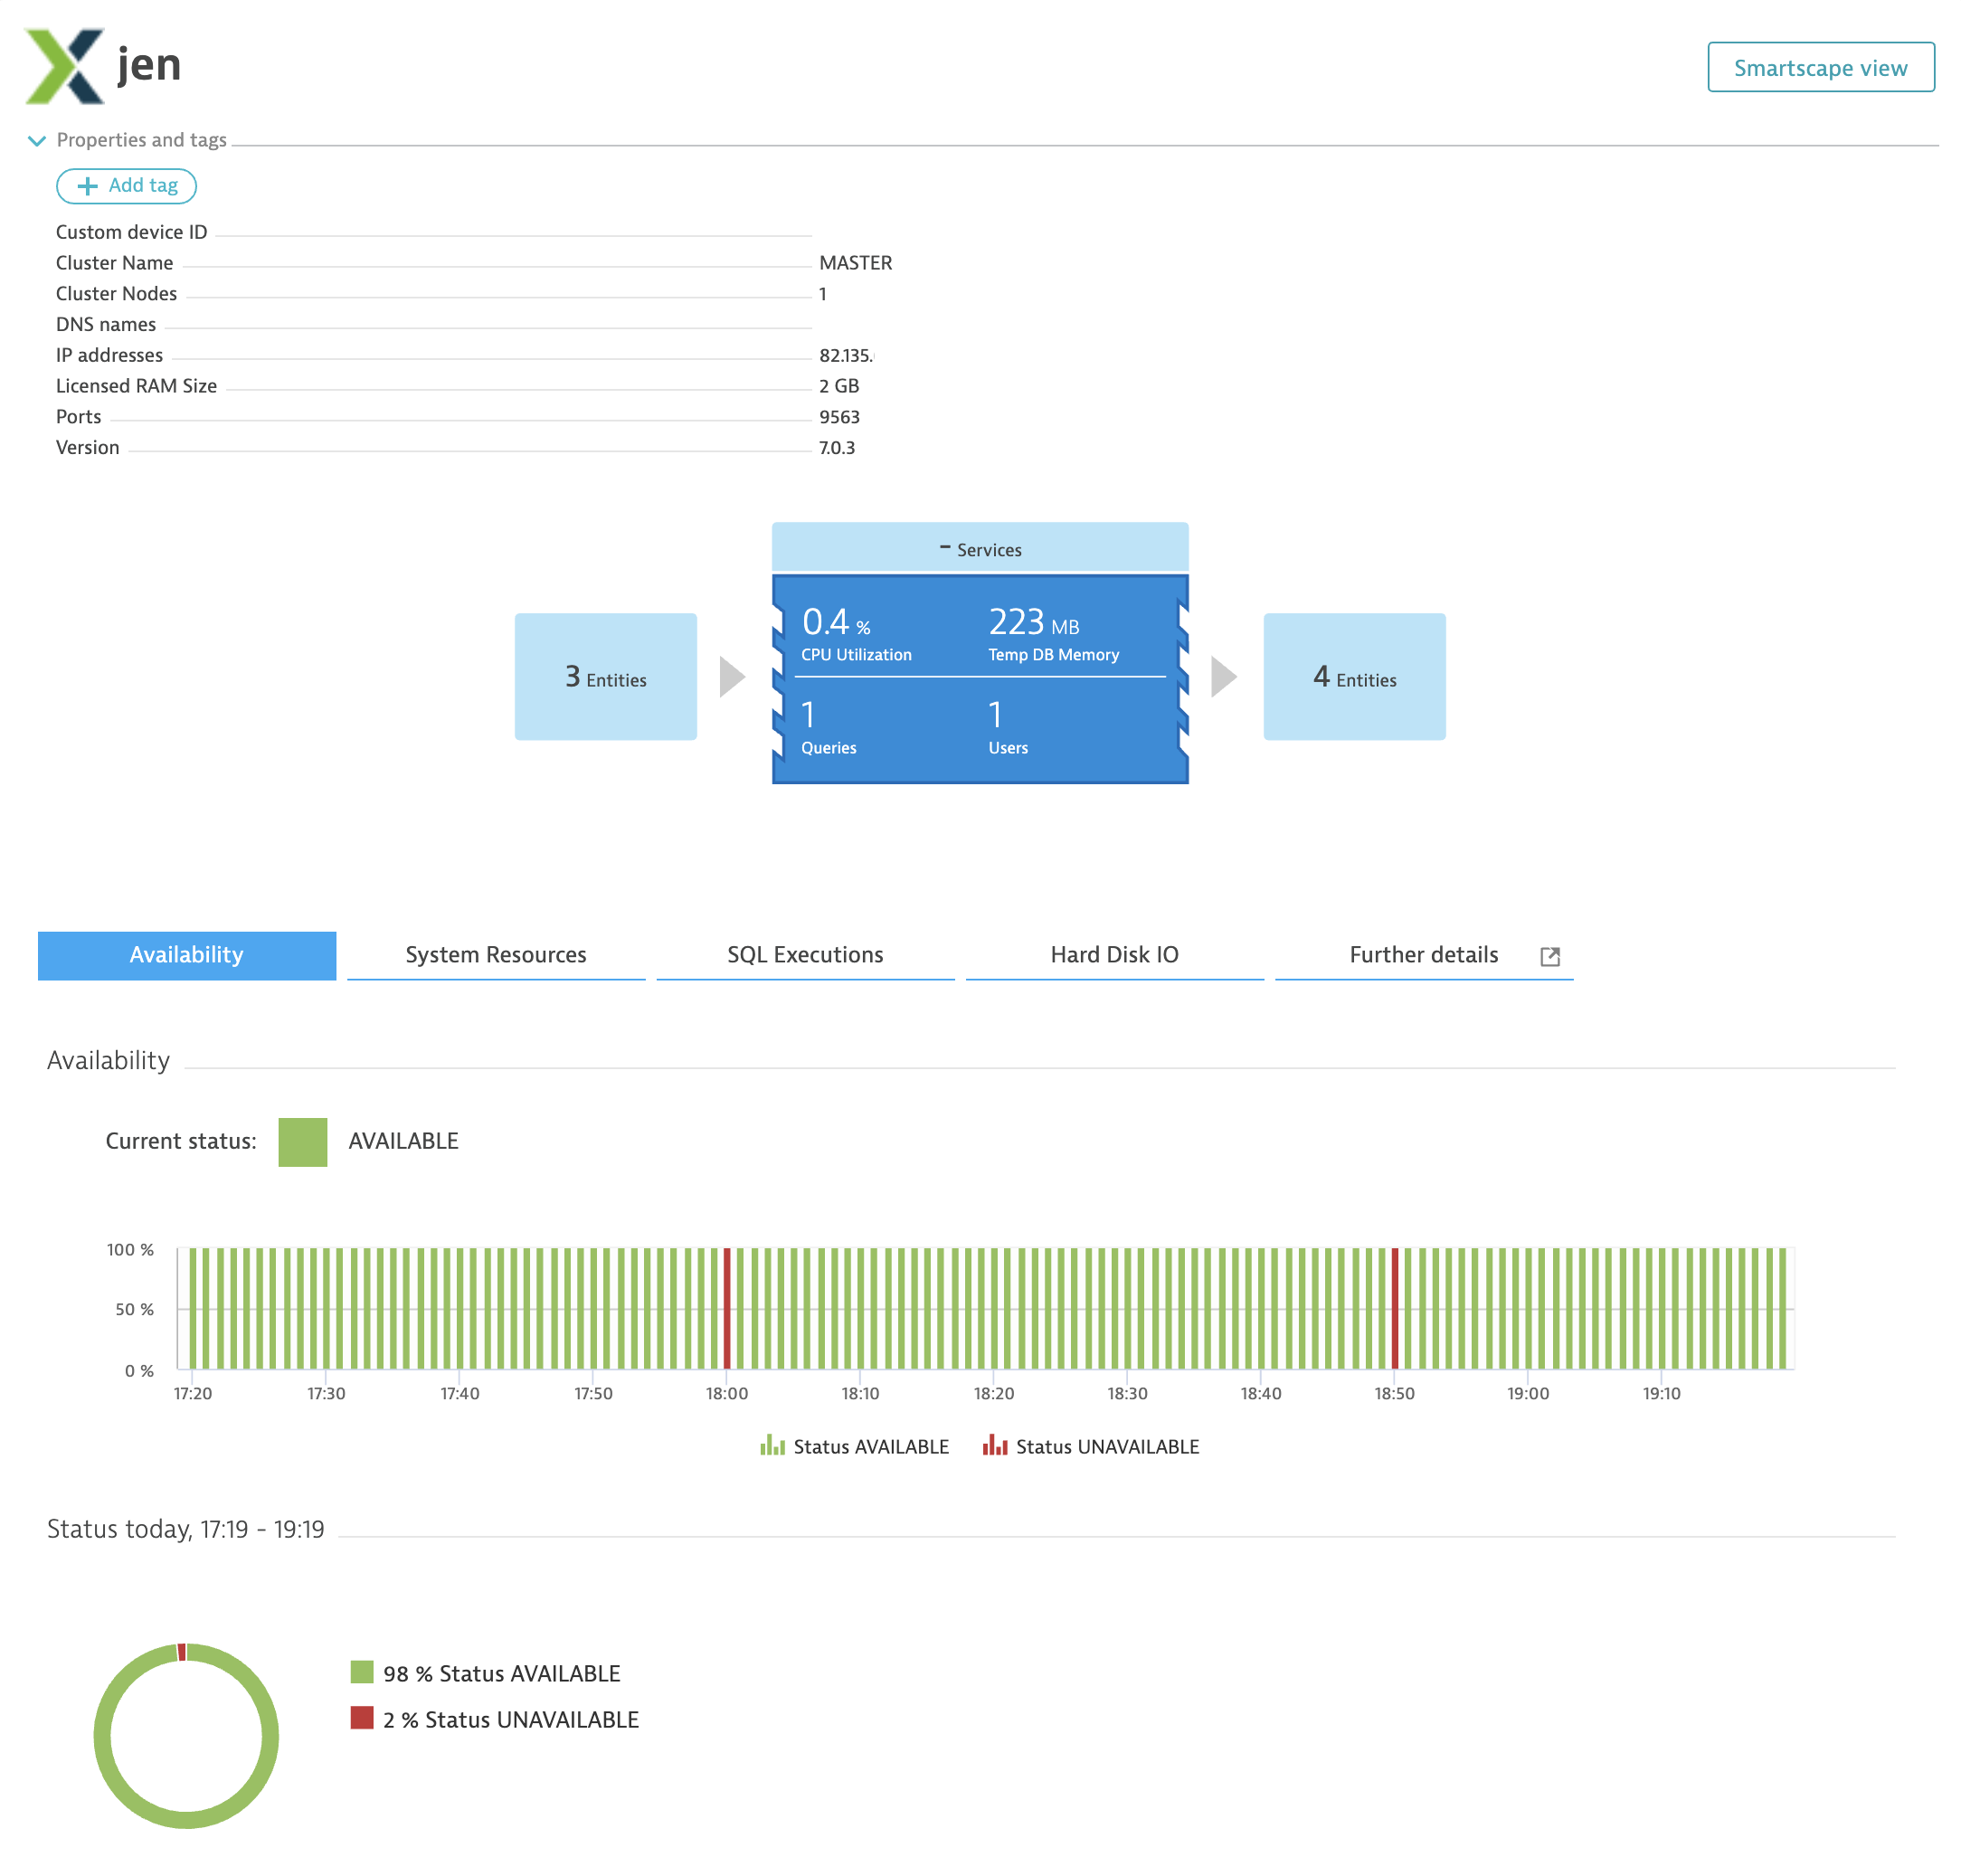 jen
Smartscape view
Properties and tags
Add tag
Custom device ID
Cluster Name MASTER
Cluster Nodes 1
DNS names
IP addresses 82.135.
Licensed RAM Size 2 GB
Ports 9563
Version 7.0.3
- Services
0.4 % 223 MB
CPU Utilization Temp DB Memory
3 Entities
4 Entities
1 1
Queries Users
Availability System Resources SQL Executions Hard Disk IO Further details
Availability
Current status: AVAILABLE
100 %
50 %
0 %
17:20 17:30 17:40 17:50 18:00 18:10 18:20 18:30 18:40 18:50 19:00 19:10
Status AVAILABLE Status UNAVAILABLE
Status today, 17:19 - 19:19
98 % Status AVAILABLE
2 % Status UNAVAILABLE